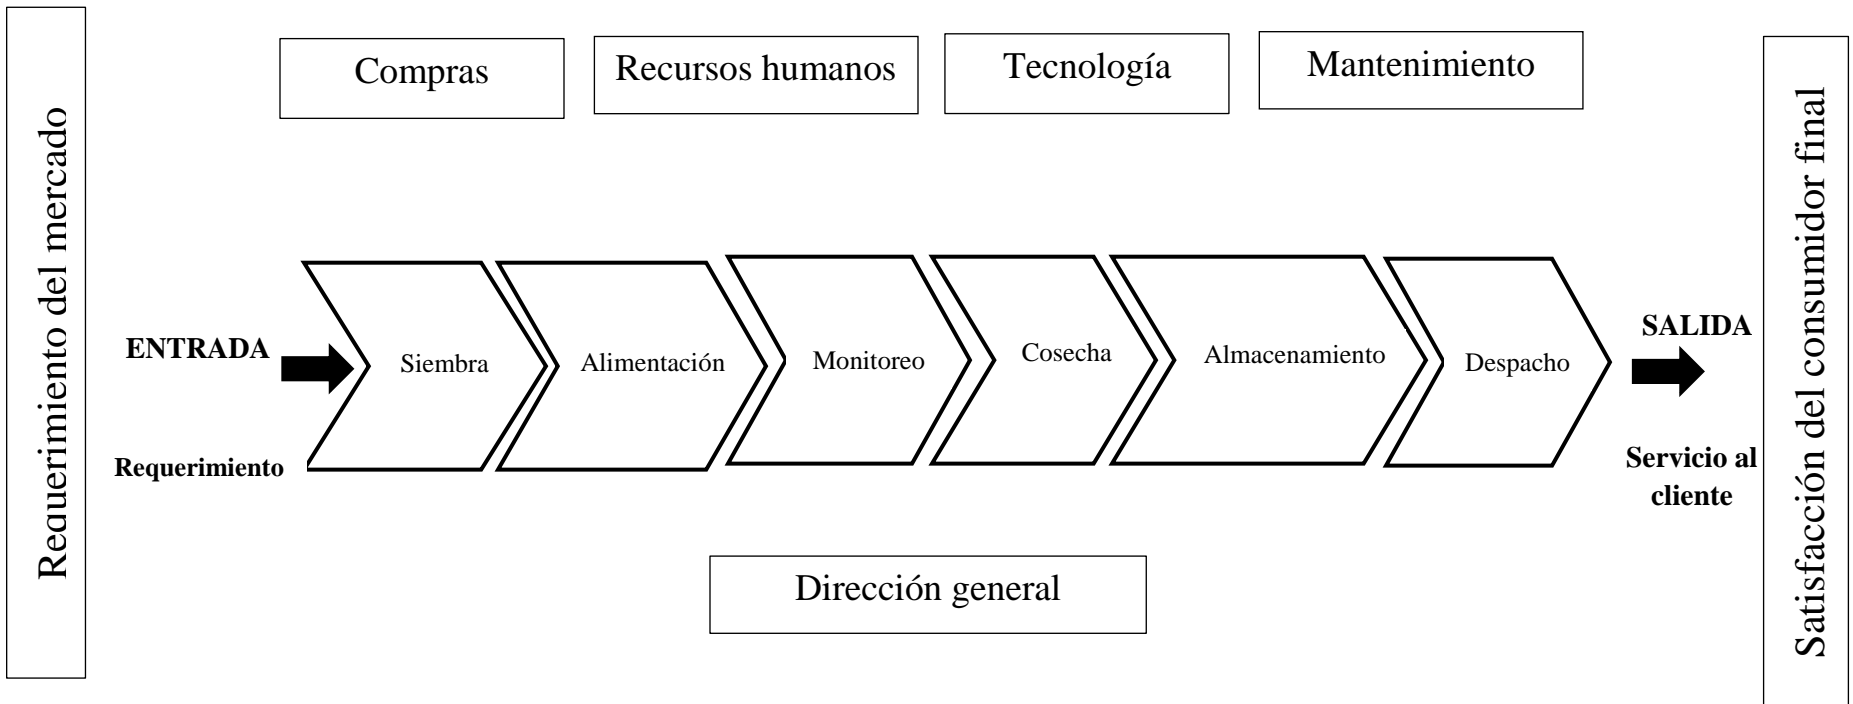 Requerimiento del mercado
Compras
Recursos humanos
Tecnología
Mantenimiento
ENTRADA
Requerimiento
Siembra
Alimentación
Monitoreo
Cosecha
Almacenamiento
Despacho
SALIDA
Servicio al
cliente
Dirección general
Satisfacción del consumidor final